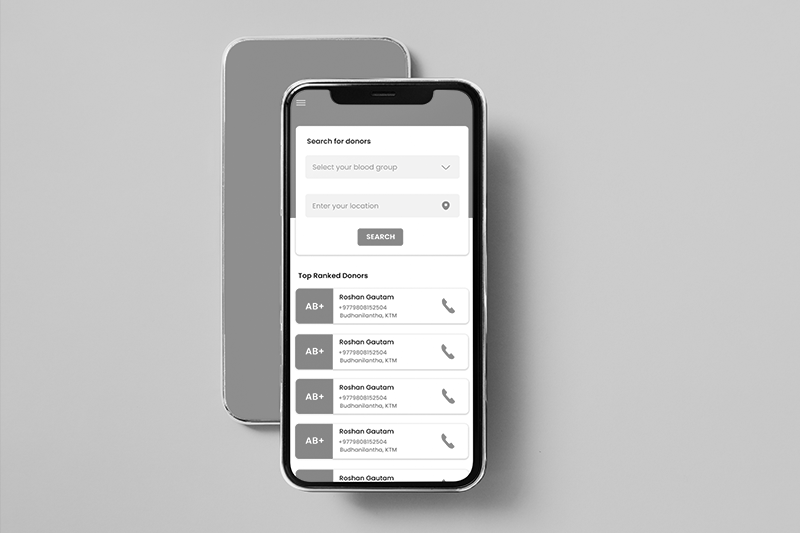 Search for donors
Select your blood group
Enter your location
SEARCH
Top Ranked Donors
AB+
Roshan Gautam
+9779808152504
Budhanilantha, KTM
AB+
Roshan Gautam
+9779808152504
Budhanilantha, KTM
AB+
Roshan Gautam
+9779808152504
Budhanilantha, KTM
AB+
Roshan Gautam
+9779808152504
Budhanilantha, KTM
Roshan Gautam